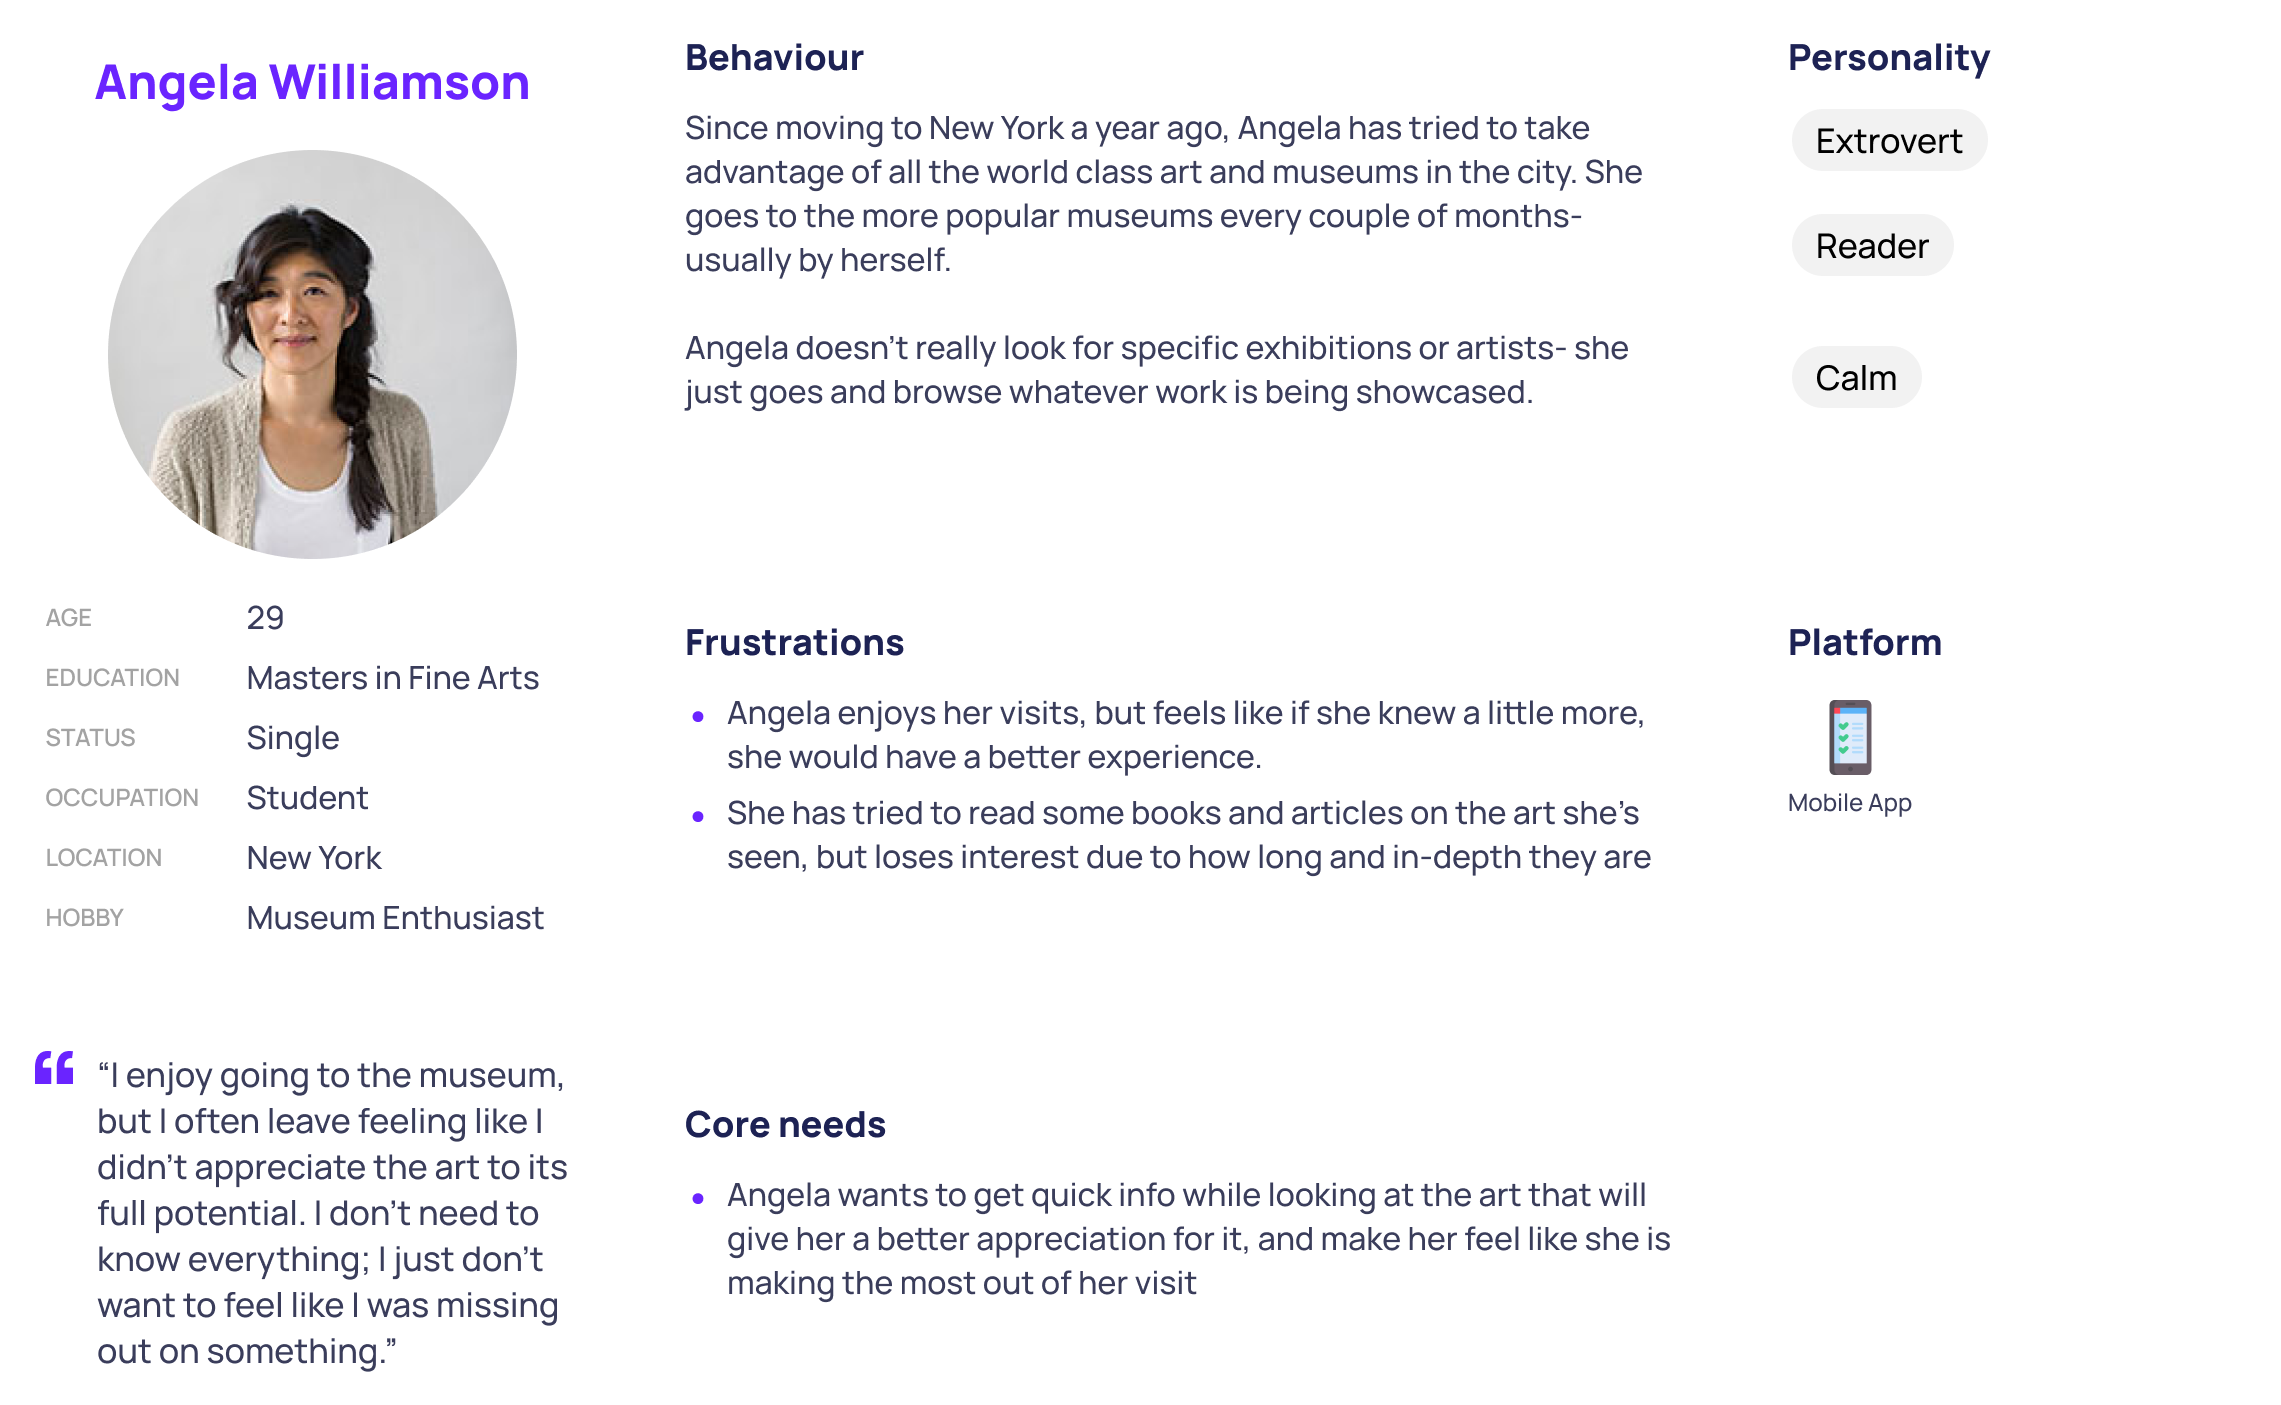 Angela Williamson
AGE 29
EDUCATION Masters in Fine Arts
STATUS Single
OCCUPATION Student
LOCATION New York
HOBBY Museum Enthusiast
“I enjoy going to the museum,
but I often leave feeling like I
didn’t appreciate the art to its
full potential. I don’t need to
know everything; I just don’t
want to feel like I was missing
out on something.”
Behaviour
Since moving to New York a year ago, Angela has tried to take
advantage of all the world class art and museums in the city. She
goes to the more popular museums every couple of months-
usually by herself.
Angela doesn’t really look for specific exhibitions or artists- she
just goes and browse whatever work is being showcased.
Frustrations
• Angela enjoys her visits, but feels like if she knew a little more,
she would have a better experience.
• She has tried to read some books and articles on the art she’s
seen, but loses interest due to how long and in-depth they are
Core needs
• Angela wants to get quick info while looking at the art that will
give her a better appreciation for it, and make her feel like she is
making the most out of her visit
Personality
Extrovert
Reader
Calm
Platform
Mobile App